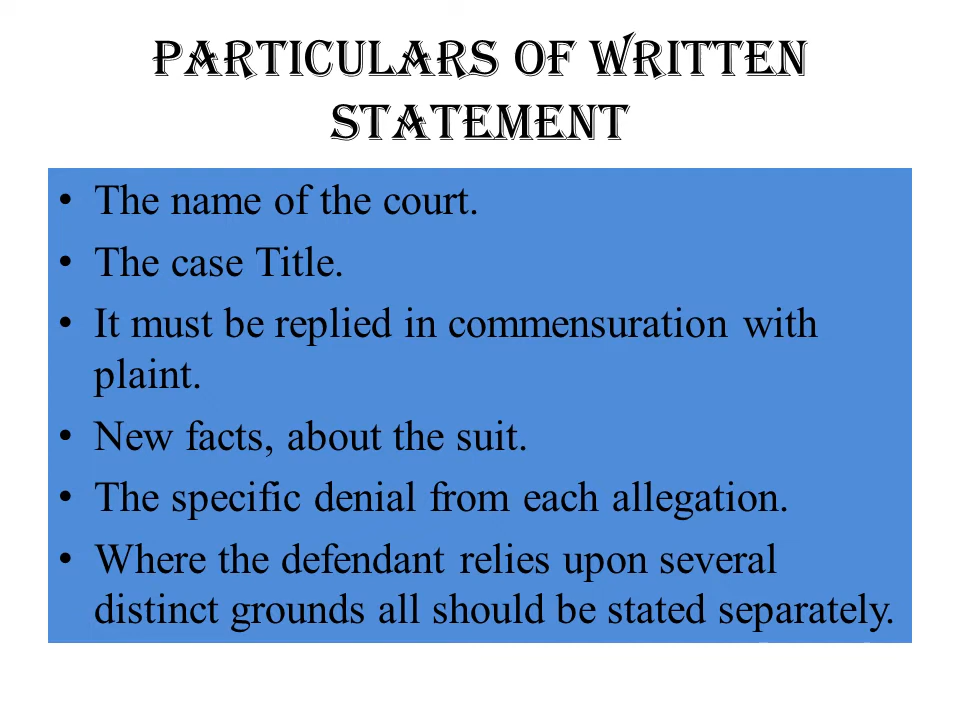 PARTICULARS OF WRITTEN
STATEMENT
• The name of the court.
• The case Title.
• It must be replied in commensuration with
plaint.
• New facts, about the suit.
• The specific denial from each allegation.
• Where the defendant relies upon several
distinct grounds all should be stated separately.